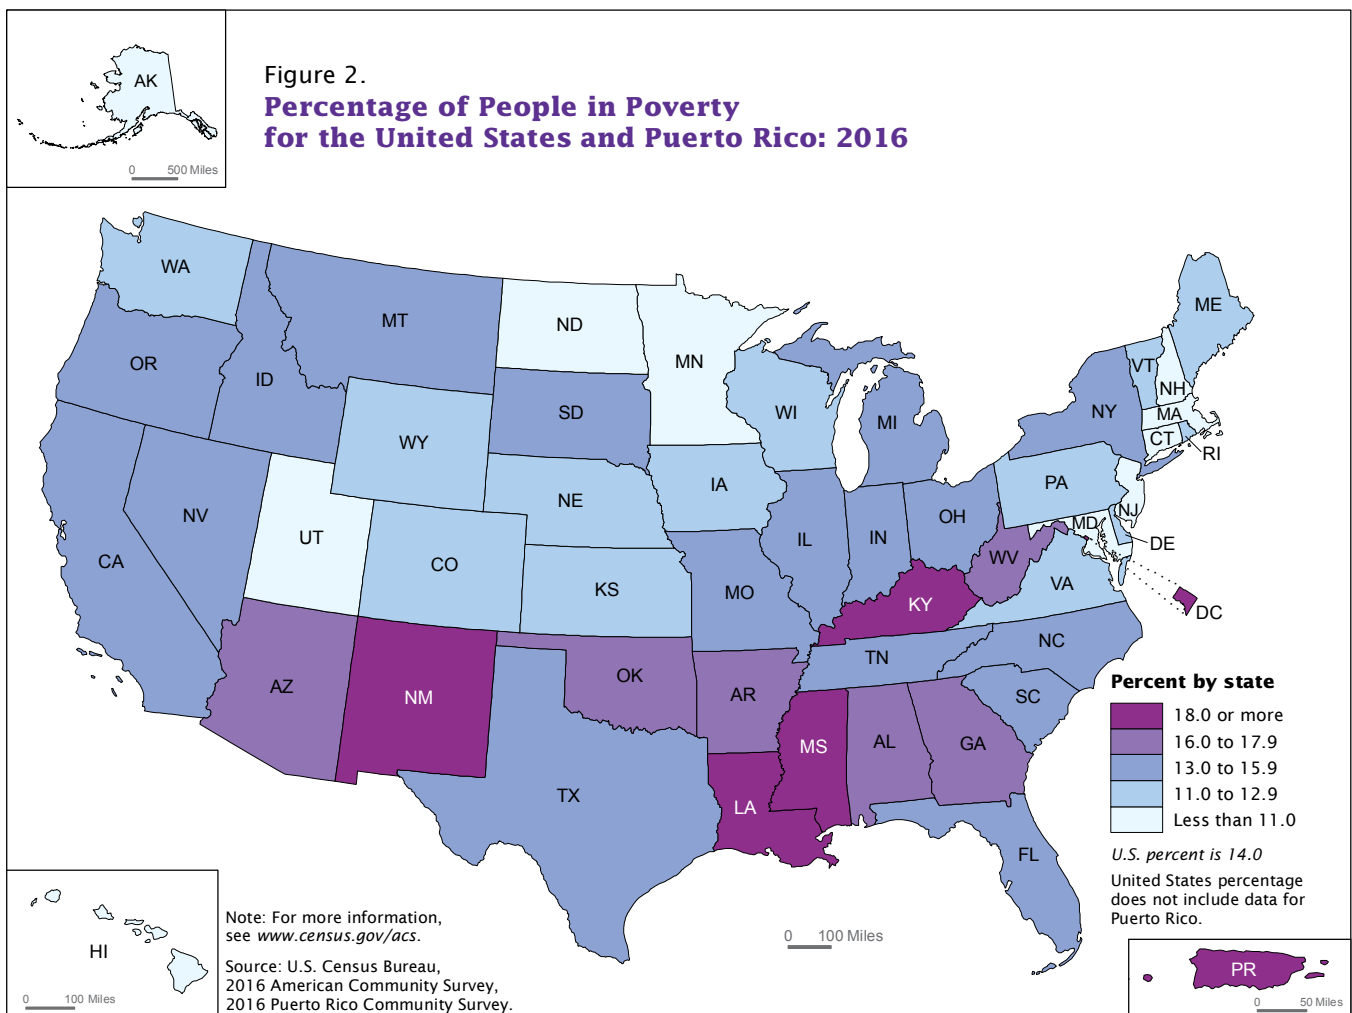 AK
0 500 Miles
Figure 2.
Percentage of People in Poverty
for the United States and Puerto Rico: 2016
WA
MT
ND
MN
ME
OR
ID
SD
WI
MI
VT
NH
NY
MA
CT
RI
WY
IA
NE
PA
NJ
NV
UT
CO
IL
IN
OH
MD
DE
CA
KS
MO
WV
VA
KY
DC
NC
TN
AZ
NM
OK
AR
SC
MS
AL
GA
TX
LA
FL
Percent by state
18.0 or more
16.0 to 17.9
13.0 to 15.9
11.0 to 12.9
Less than 11.0
U.S. percent is 14.0
United States percentage
does not include data for
Puerto Rico.
HI
0 100 Miles
Note: For more information,
see www.census.gov/acs.
Source: U.S. Census Bureau,
2016 American Community Survey,
2016 Puerto Rico Community Survey.
0 100 Miles
PR
0 50 Miles